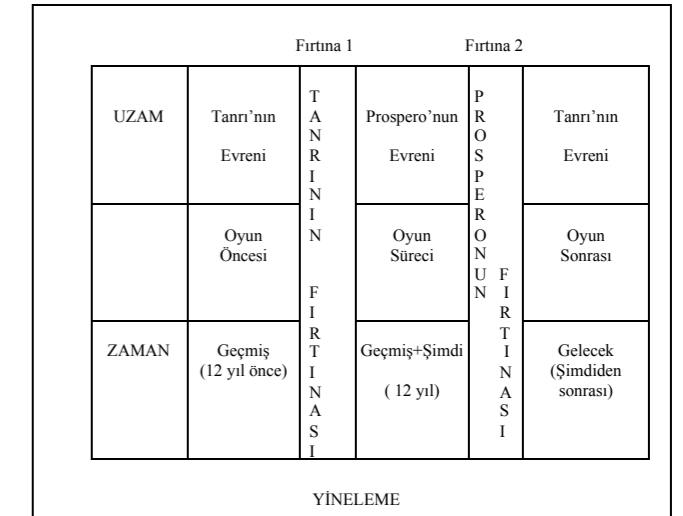 Fırtına 1 Fırtına 2
UZAM
Tanrı’nın
Evreni
TANRININ FIRTINASI
Prospero’nun
Evreni
PROSPERONUN FIRTINASI
Tanrı’nın
Evreni
Oyun
Öncesi
Oyun
Süreci
Oyun
Sonrası
ZAMAN
Geçmiş
(12 yıl önce)
Geçmiş+Şimdi
( 12 yıl)
Gelecek
(Şimdiden
sonrası)
YİNELEME